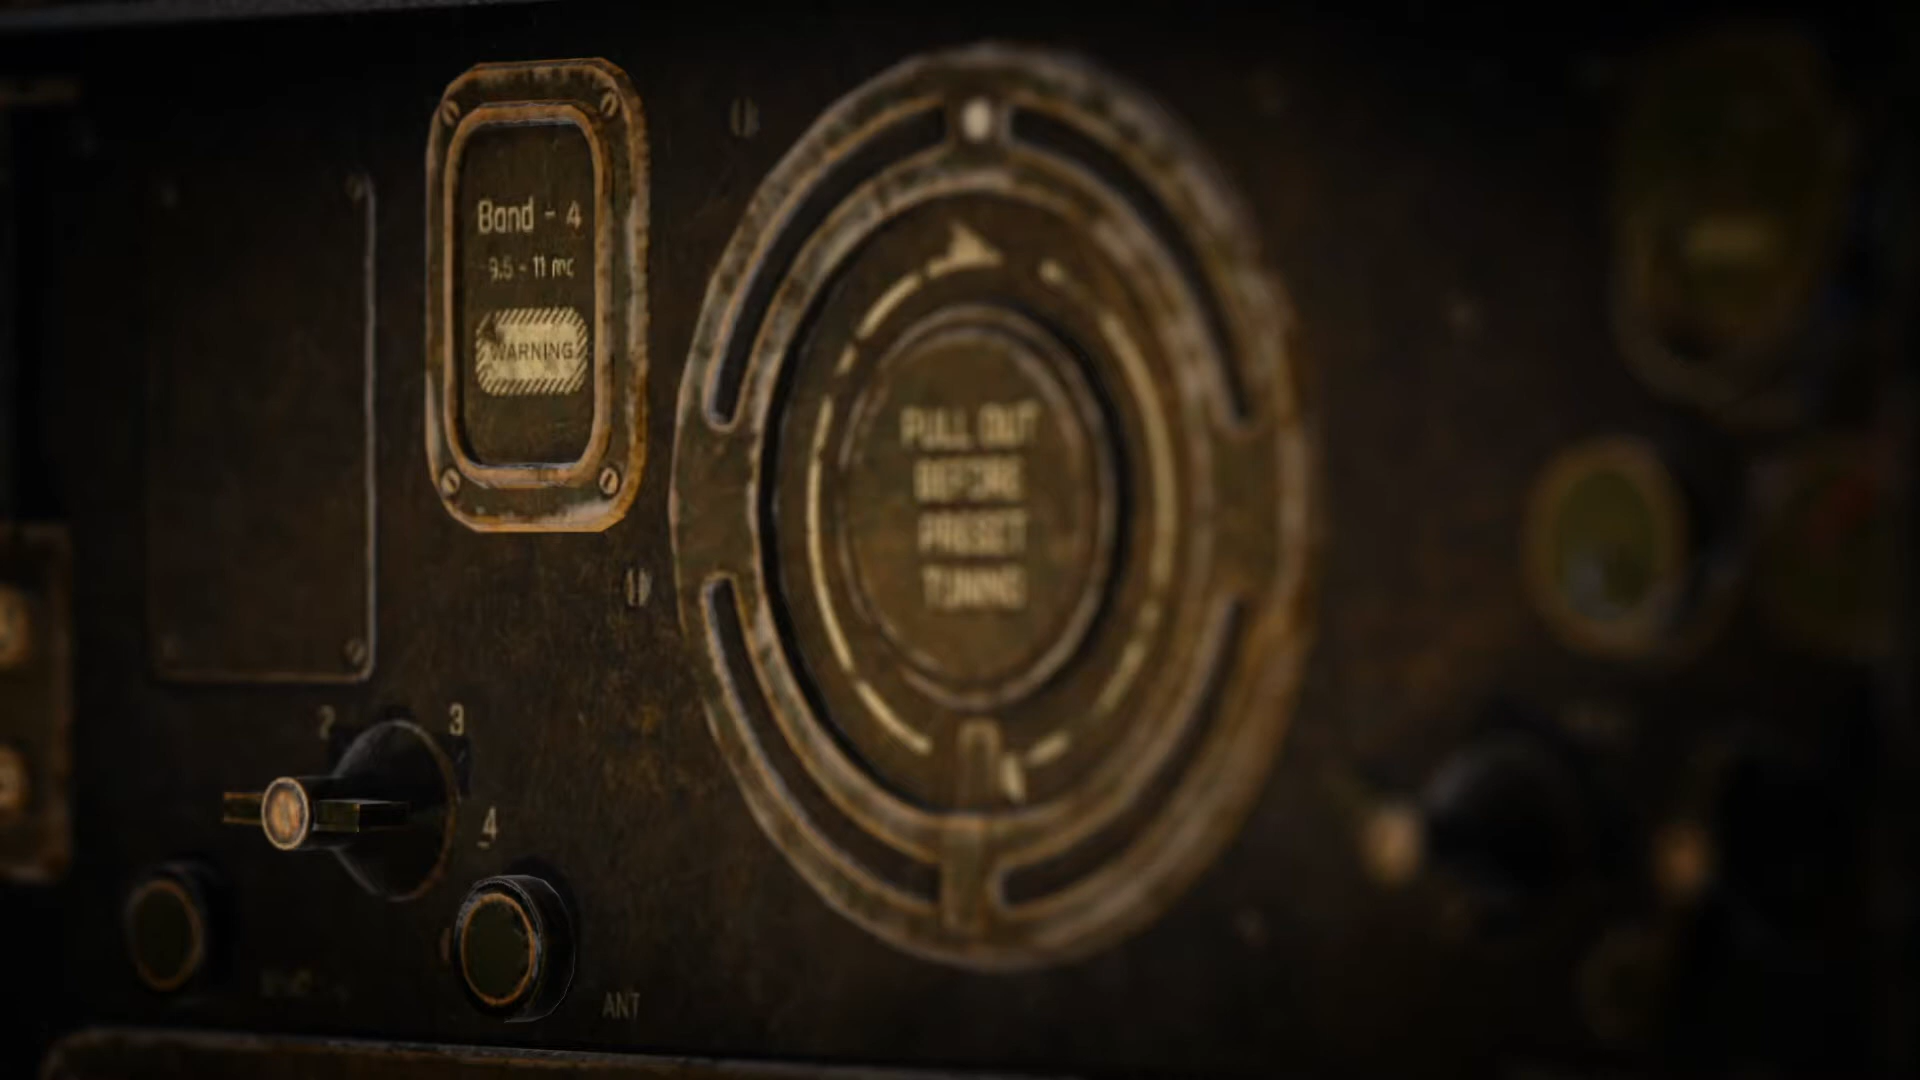 Band - 4
9.5 - 11 mc
WARNING
PULL OUT
BEFORE
PRESET
TUNING
2
3
4
ANT